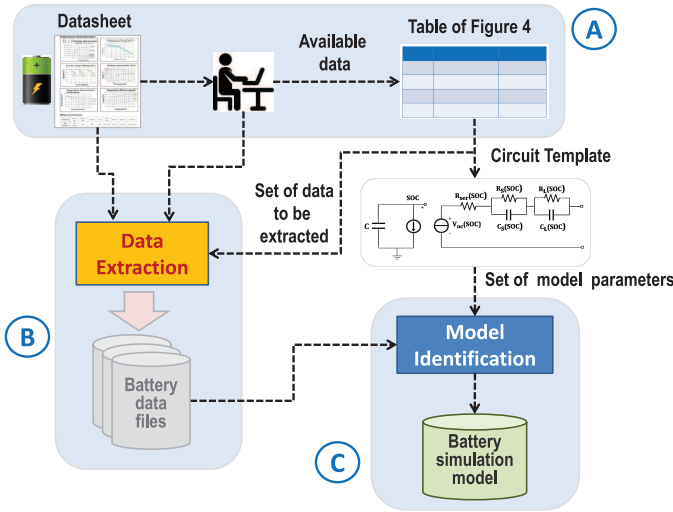 Datasheet
Available
data
Table of Figure 4
A
Circuit Template
Set of data
to be
extracted
SOC
C
Rser(SOC)
Voc(SOC)
RS(SOC)
CS(SOC)
RL(SOC)
CL(SOC)
Data
Extraction
B
Battery
data
files
Set of model parameters
Model
Identification
Battery
simulation
model
C